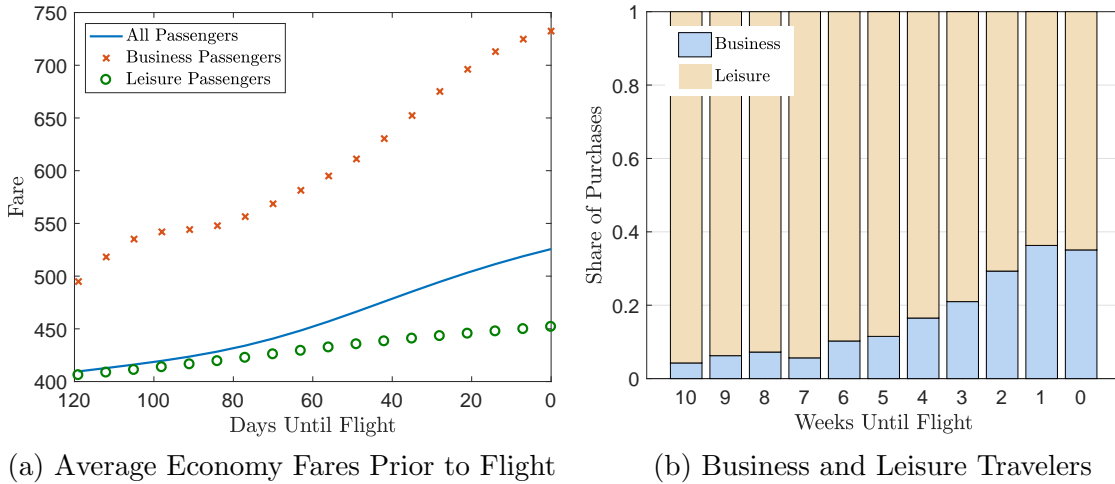 750
700
650
600
550
500
450
400
Fare
All Passengers
Business Passengers
Leisure Passengers
120 100 80 60 40 20 0
Days Until Flight
(a) Average Economy Fares Prior to Flight
1
0.8
0.6
0.4
0.2
0
Share of Purchases
Business
Leisure
10 9 8 7 6 5 4 3 2 1 0
Weeks Until Flight
(b) Business and Leisure Travelers